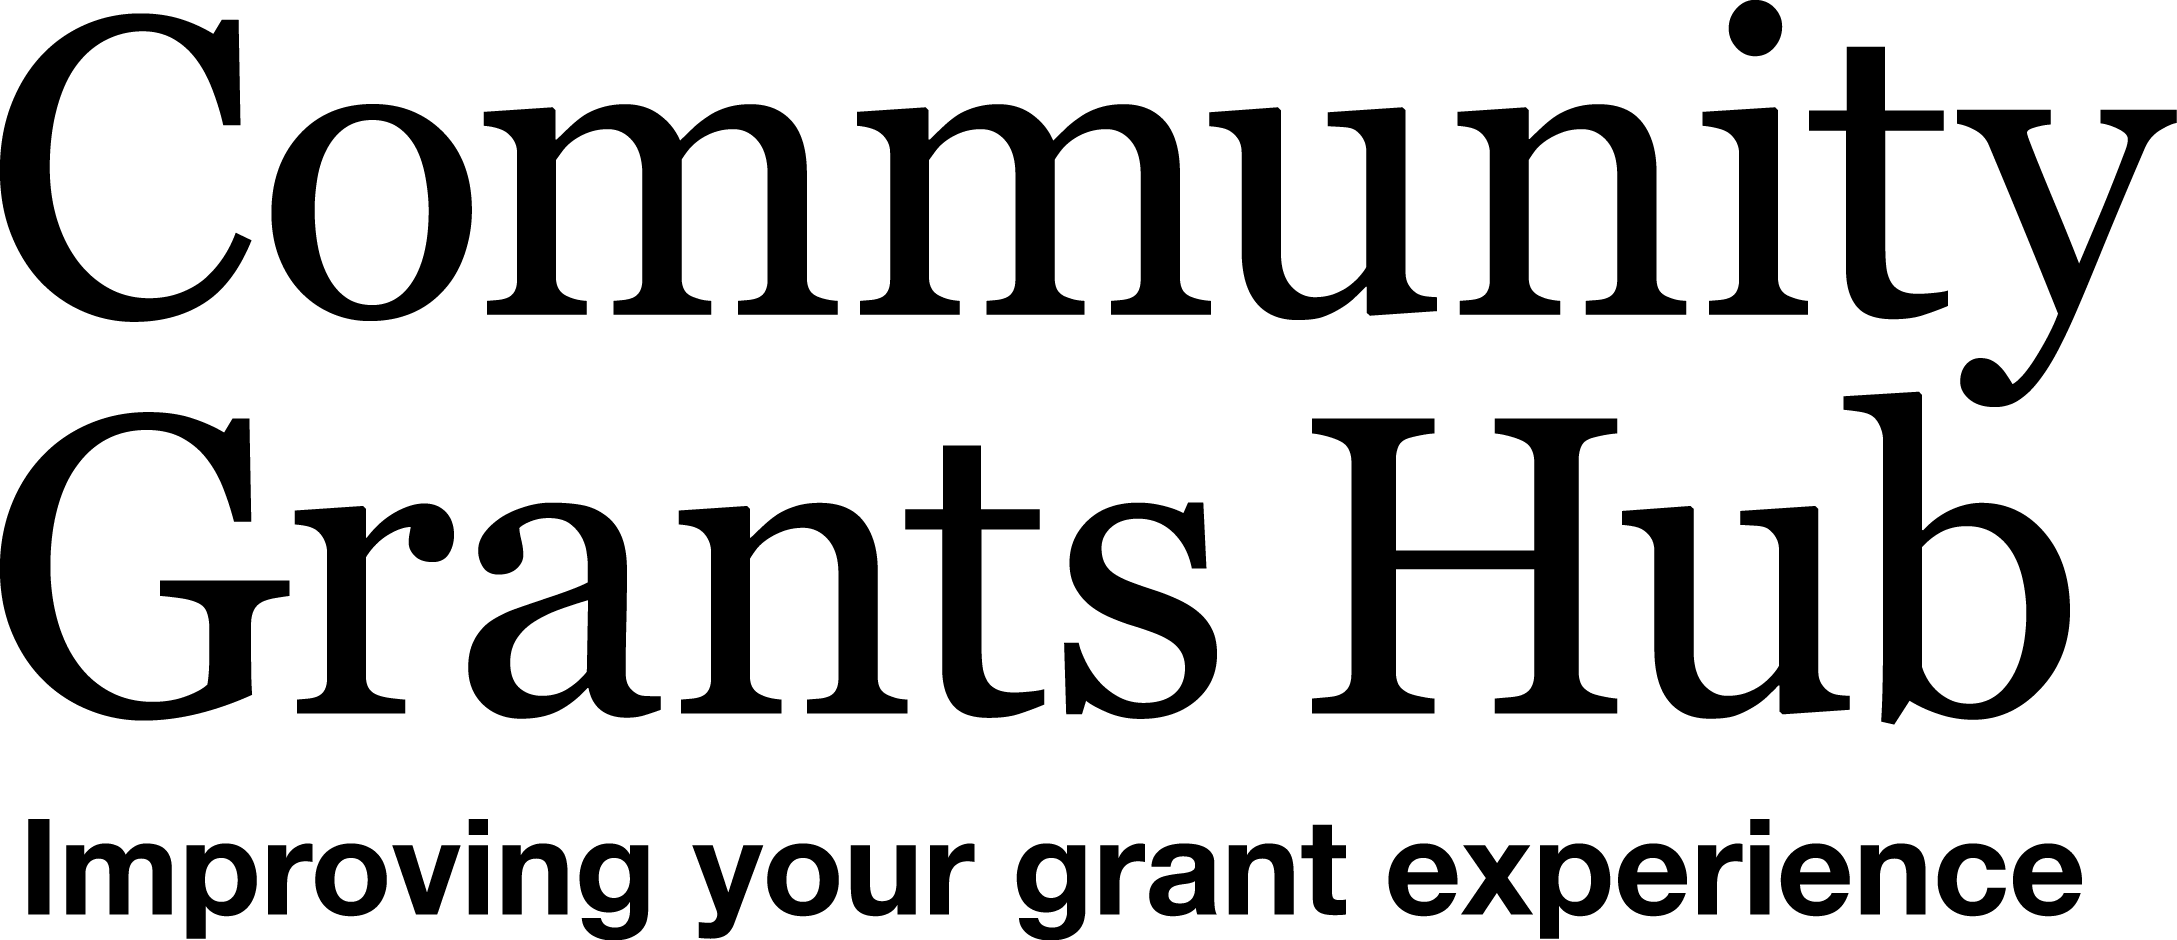 Community
Grants Hub
Improving your grant experience